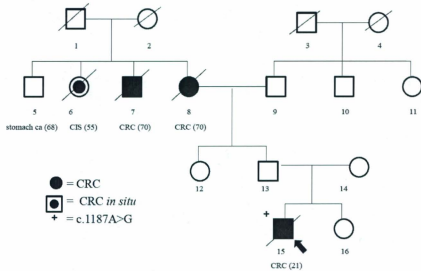 1 2 3 4
5 6 7 8 9 10 11
stomach ca (68) CIS (55) CRC (70) CRC (70)
12 13 14
= CRC
= CRC in situ
+ = c.1187A>G
+
15 16
CRC (21)